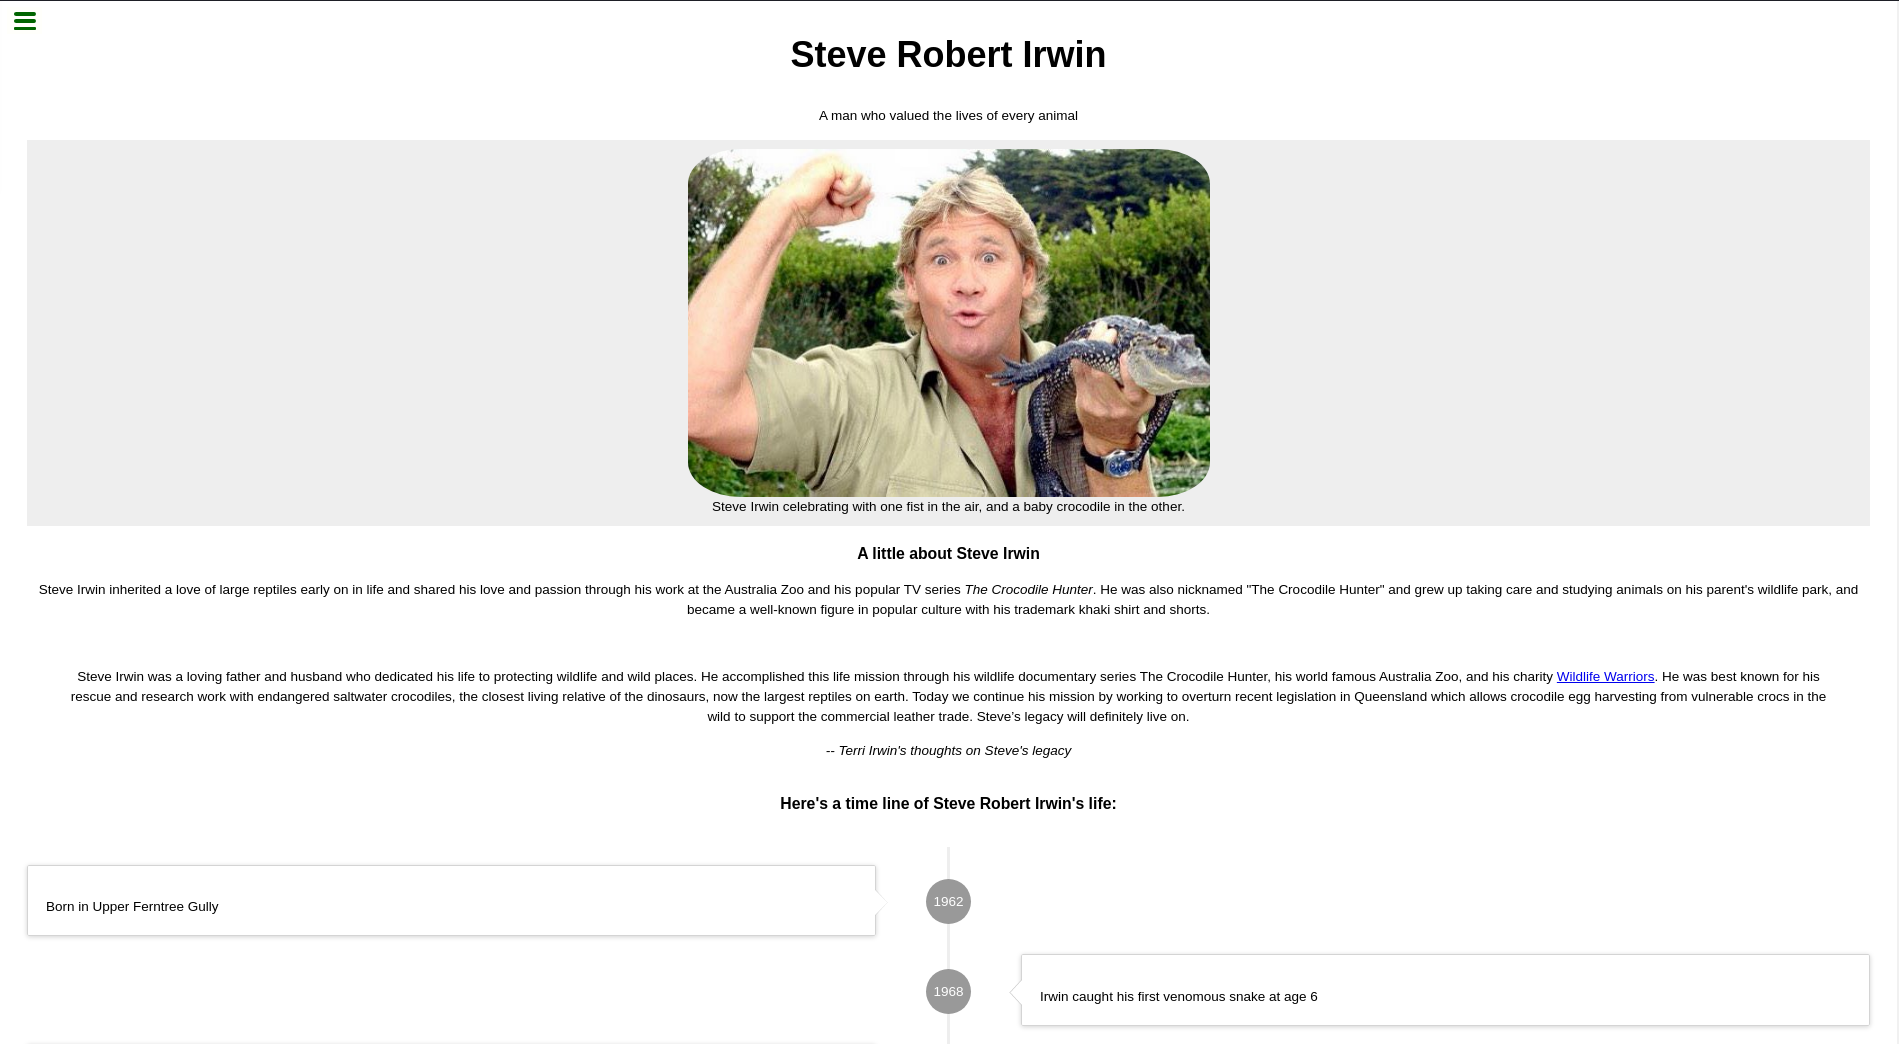 Steve Robert Irwin
A man who valued the lives of every animal
Steve Irwin celebrating with one fist in the air, and a baby crocodile in the other.
A little about Steve Irwin
Steve Irwin inherited a love of large reptiles early on in life and shared his love and passion through his work at the Australia Zoo and his popular TV series The Crocodile Hunter. He was also nicknamed "The Crocodile Hunter" and grew up taking care and studying animals on his parent's wildlife park, and
became a well-known figure in popular culture with his trademark khaki shirt and shorts.
Steve Irwin was a loving father and husband who dedicated his life to protecting wildlife and wild places. He accomplished this life mission through his wildlife documentary series The Crocodile Hunter, his world famous Australia Zoo, and his charity Wildlife Warriors. He was best known for his
rescue and research work with endangered saltwater crocodiles, the closest living relative of the dinosaurs, now the largest reptiles on earth. Today we continue his mission by working to overturn recent legislation in Queensland which allows crocodile egg harvesting from vulnerable crocs in the
wild to support the commercial leather trade. Steve’s legacy will definitely live on.
-- Terri Irwin's thoughts on Steve's legacy
Here's a time line of Steve Robert Irwin's life:
Born in Upper Ferntree Gully
1962
1968
Irwin caught his first venomous snake at age 6